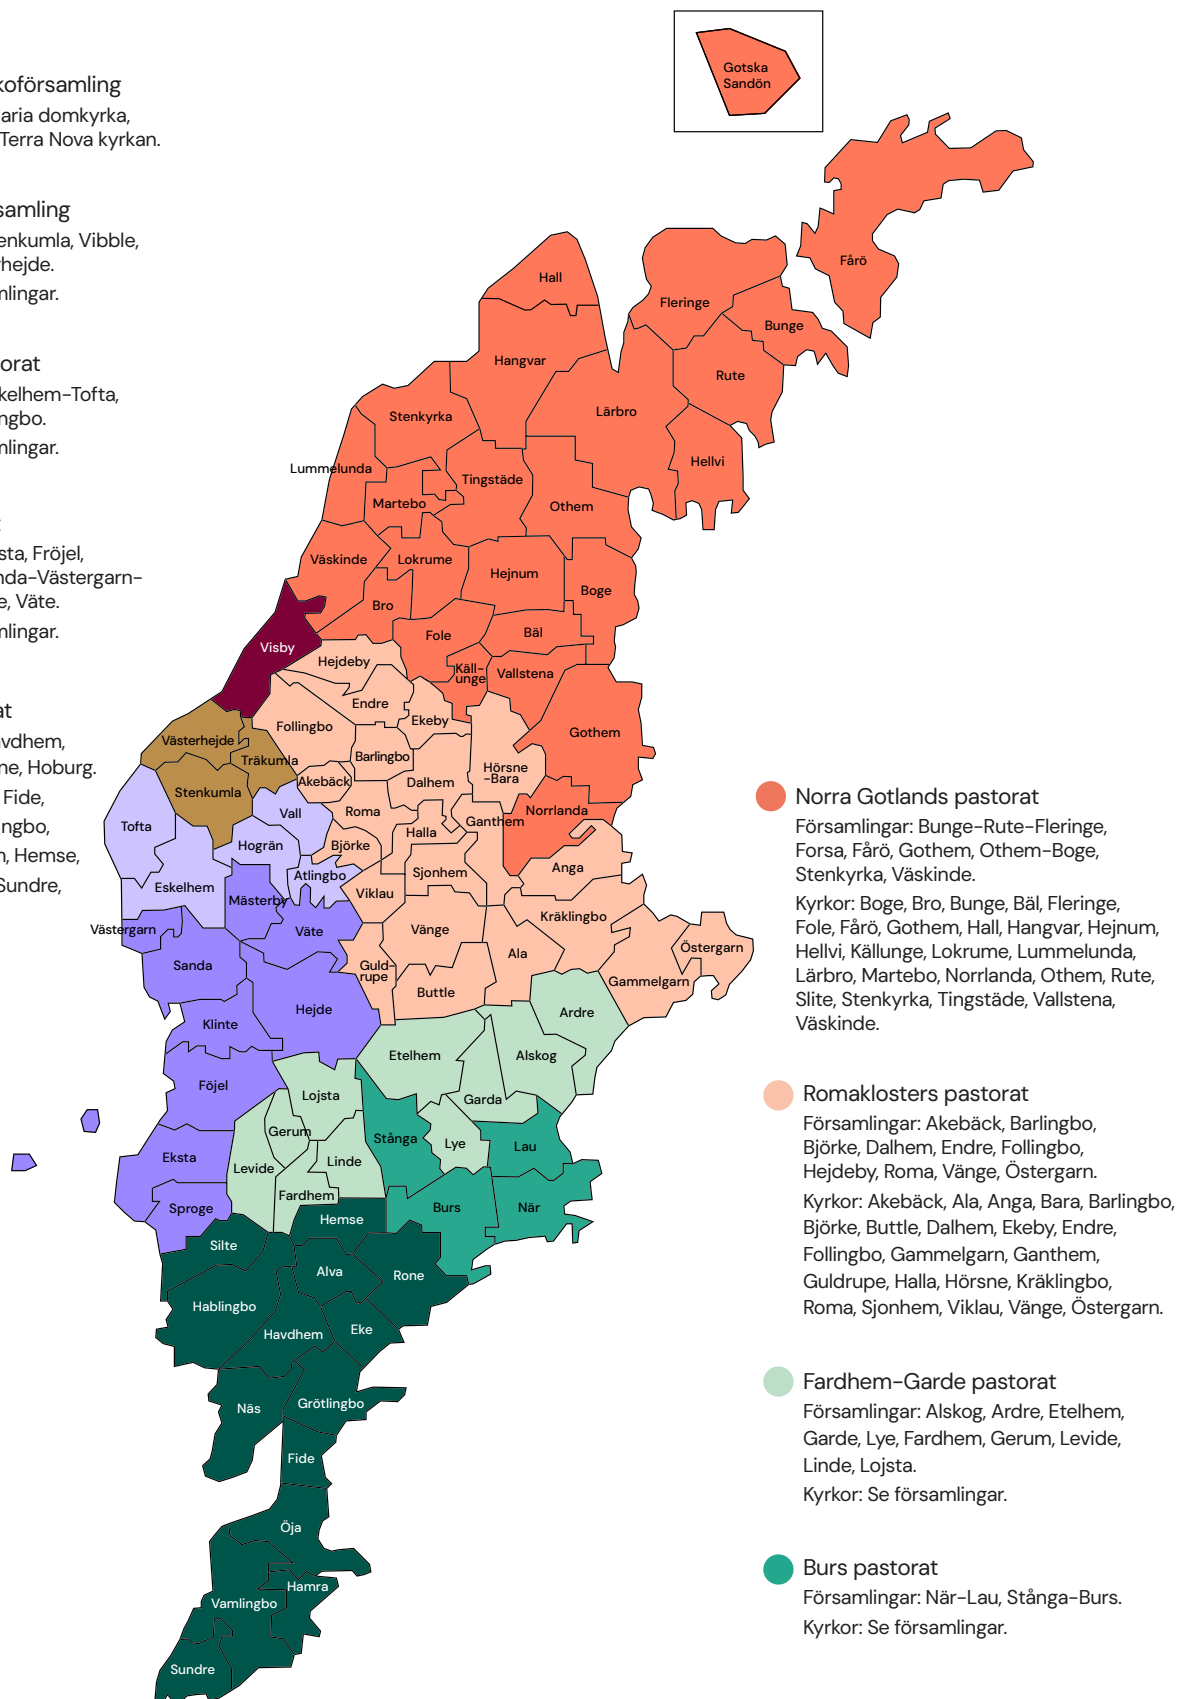 koförsamling
aria domkyrka,
Terra Nova kyrkan.
samling
enkumla, Vibble,
hejde.
mlingar.
orat
kelhem-Tofta,
ngbo.
mlingar.
sta, Fröjel,
nda-Västergarn-
e, Väte.
mlingar.
at
avdhem,
ne, Hoburg.
Fide,
ingbo,
n, Hemse,
Sundre,
Gotska
Sandön
Fårö
Hall
Fleringe
Bunge
Hangvar
Rute
Stenkyrka
Lärbro
Hellvi
Lummelunda
Tingstäde
Martebo
Othem
Väskinde
Lokrume
Hejnum
Boge
Bro
Fole
Bäl
Visby
Hejdeby
Käll-
unge
Vallstena
Endre
Ekeby
Follingbo
Gothem
Västerhejde
Träkumla
Barlingbo
Hörsne
-Bara
Akebäck
Dalhem
Stenkumla
Vall
Roma
Norrlanda
Ganthem
Tofta
Halla
Hogrän
Björke
Anga
Sjonhem
Atlingbo
Eskelhem
Viklau
Mästerby
Kräklingbo
Västergarn
Väte
Vänge
Östergarn
Ala
Sanda
Guld-
rupe
Gammelgarn
Buttle
Hejde
Ardre
Klinte
Etelhem
Alskog
Föjel
Lojsta
Garda
Gerum
Stånga
Lye
Lau
Eksta
Linde
Levide
Fardhem
Sproge
Burs
När
Hemse
Silte
Alva
Rone
Hablingbo
Havdhem
Eke
Näs
Grötlingbo
Fide
Öja
Hamra
Vamlingbo
Sundre
Norra Gotlands pastorat
Församlingar: Bunge-Rute-Fleringe,
Forsa, Fårö, Gothem, Othem-Boge,
Stenkyrka, Väskinde.
Kyrkor: Boge, Bro, Bunge, Bäl, Fleringe,
Fole, Fårö, Gothem, Hall, Hangvar, Hejnum,
Hellvi, Källunge, Lokrume, Lummelunda,
Lärbro, Martebo, Norrlanda, Othem, Rute,
Slite, Stenkyrka, Tingstäde, Vallstena,
Väskinde.
Romaklosters pastorat
Församlingar: Akebäck, Barlingbo,
Björke, Dalhem, Endre, Follingbo,
Hejdeby, Roma, Vänge, Östergarn.
Kyrkor: Akebäck, Ala, Anga, Bara, Barlingbo,
Björke, Buttle, Dalhem, Ekeby, Endre,
Follingbo, Gammelgarn, Ganthem,
Guldrupe, Halla, Hörsne, Kräklingbo,
Roma, Sjonhem, Viklau, Vänge, Östergarn.
Fardhem-Garde pastorat
Församlingar: Alskog, Ardre, Etelhem,
Garde, Lye, Fardhem, Gerum, Levide,
Linde, Lojsta.
Kyrkor: Se församlingar.
Burs pastorat
Församlingar: När-Lau, Stånga-Burs.
Kyrkor: Se församlingar.